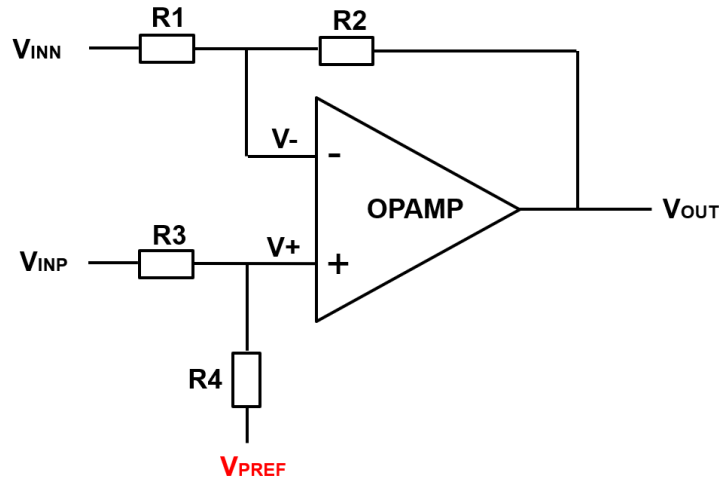 R1
R2
VINN
V-
-
OPAMP
VOUT
R3
V+
VINP
+
R4
VPREF